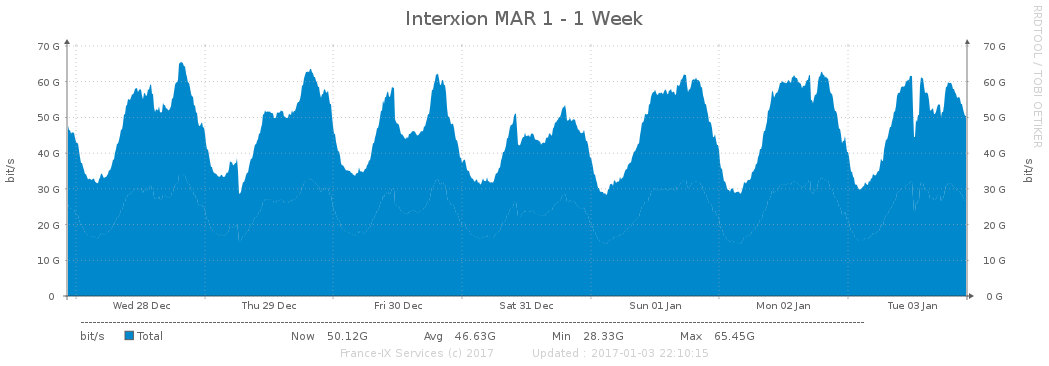 Interxion MAR 1 - 1 Week
RRDTOOL / TOBI OETIKER
70 G 70 G
60 G 60 G
50 G 50 G
40 G 40 G
30 G 30 G
20 G 20 G
10 G 10 G
0 0 G
bit/s bit/s
Wed 28 Dec Thu 29 Dec Fri 30 Dec Sat 31 Dec Sun 01 Jan Mon 02 Jan Tue 03 Jan
bit/s Total Now 50.12G Avg 46.63G Min 28.33G Max 65.45G
France-IX Services (c) 2017 Updated : 2017-01-03 22:10:15